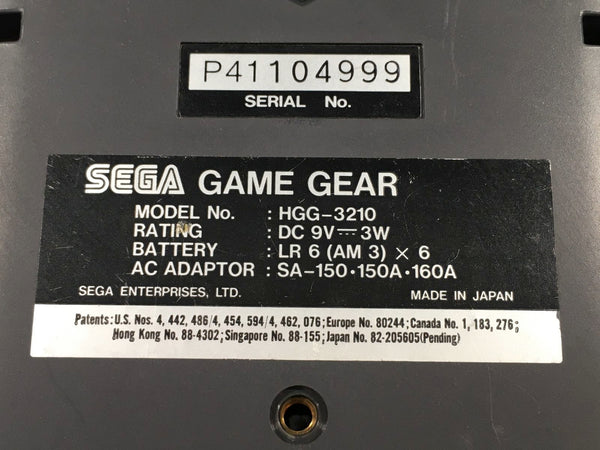 P41104999
SERIAL No.
SEGA GAME GEAR
MODEL No. : HGG-3210
RATING : DC 9V⎓3W
BATTERY : LR 6 (AM 3) × 6
AC ADAPTOR : SA-150·150A·160A
SEGA ENTERPRISES, LTD. MADE IN JAPAN
Patents: U.S. Nos. 4, 442, 486/4, 454, 594/4, 462, 076; Europe No. 80244; Canada No. 1, 183, 276;
Hong Kong No. 88-4302; Singapore No. 88-155; Japan No. 82-205605(Pending)